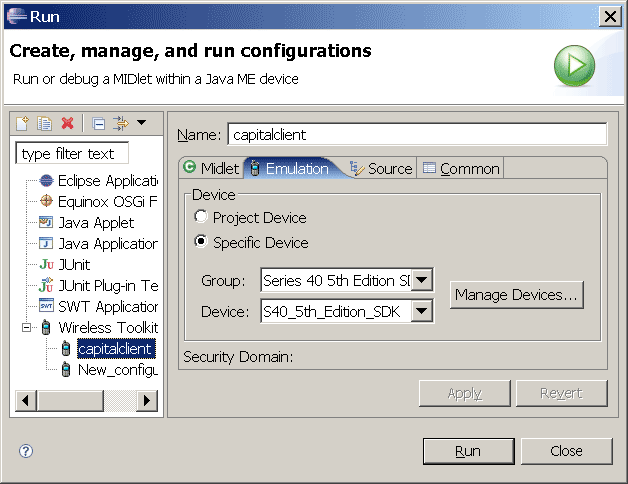 Run
Create, manage, and run configurations
Run or debug a MIDlet within a Java ME device
type filter text
Eclipse Applicati
Equinox OSGi F
Java Applet
Java Application
JUnit
JUnit Plug-in Te
SWT Application
Wireless Toolkit
capitalclient
New_configu
Name: capitalclient
Midlet Emulation Source Common
Device
Project Device
Specific Device
Group: Series 40 5th Edition SD
Device: S40_5th_Edition_SDK
Manage Devices...
Security Domain:
Apply Revert
Run Close